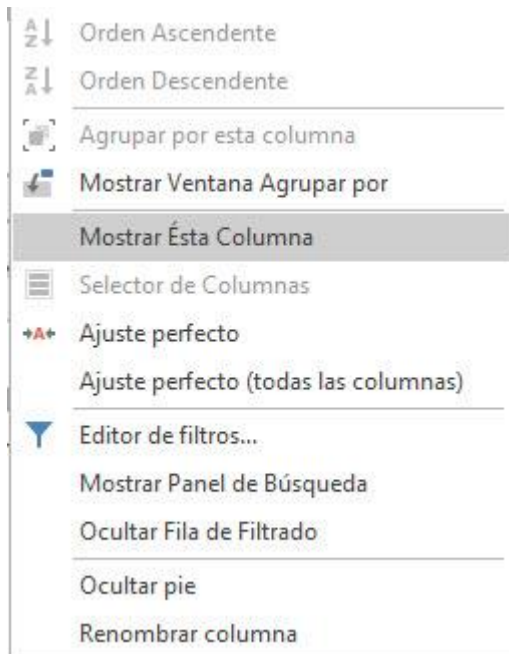 Orden Ascendente
Orden Descendente
Agrupar por esta columna
Mostrar Ventana Agrupar por
Mostrar Ésta Columna
Selector de Columnas
Ajuste perfecto
Ajuste perfecto (todas las columnas)
Editor de filtros...
Mostrar Panel de Búsqueda
Ocultar Fila de Filtrado
Ocultar pie
Renombrar columna